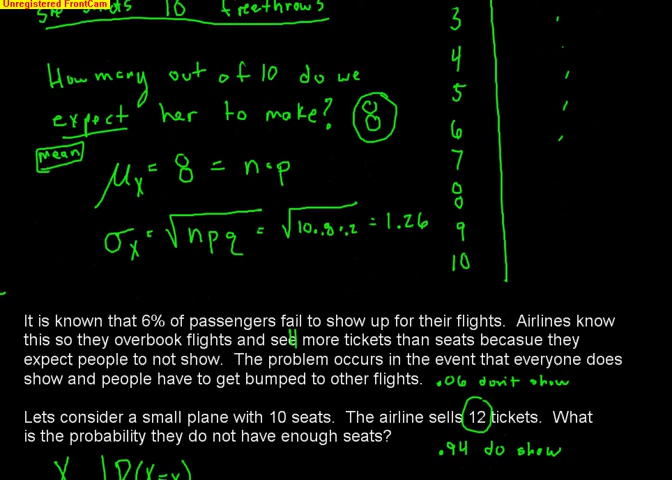 Unregistered FrontCam
10 freethrows
How many out of 10 do we
expect her to make? 8
mean
μx = 8 = n·p
σx = √npq = √10·.8·.2 = 1.26
3
4
5
6
7
8
9
10
It is known that 6% of passengers fail to show up for their flights. Airlines know
this so they overbook flights and sell more tickets than seats becasue they
expect people to not show. The problem occurs in the event that everyone does
show and people have to get bumped to other flights. .06 don't show
Lets consider a small plane with 10 seats. The airline sells 12 tickets. What
is the probability they do not have enough seats?
.94 do show
X P(X=x)